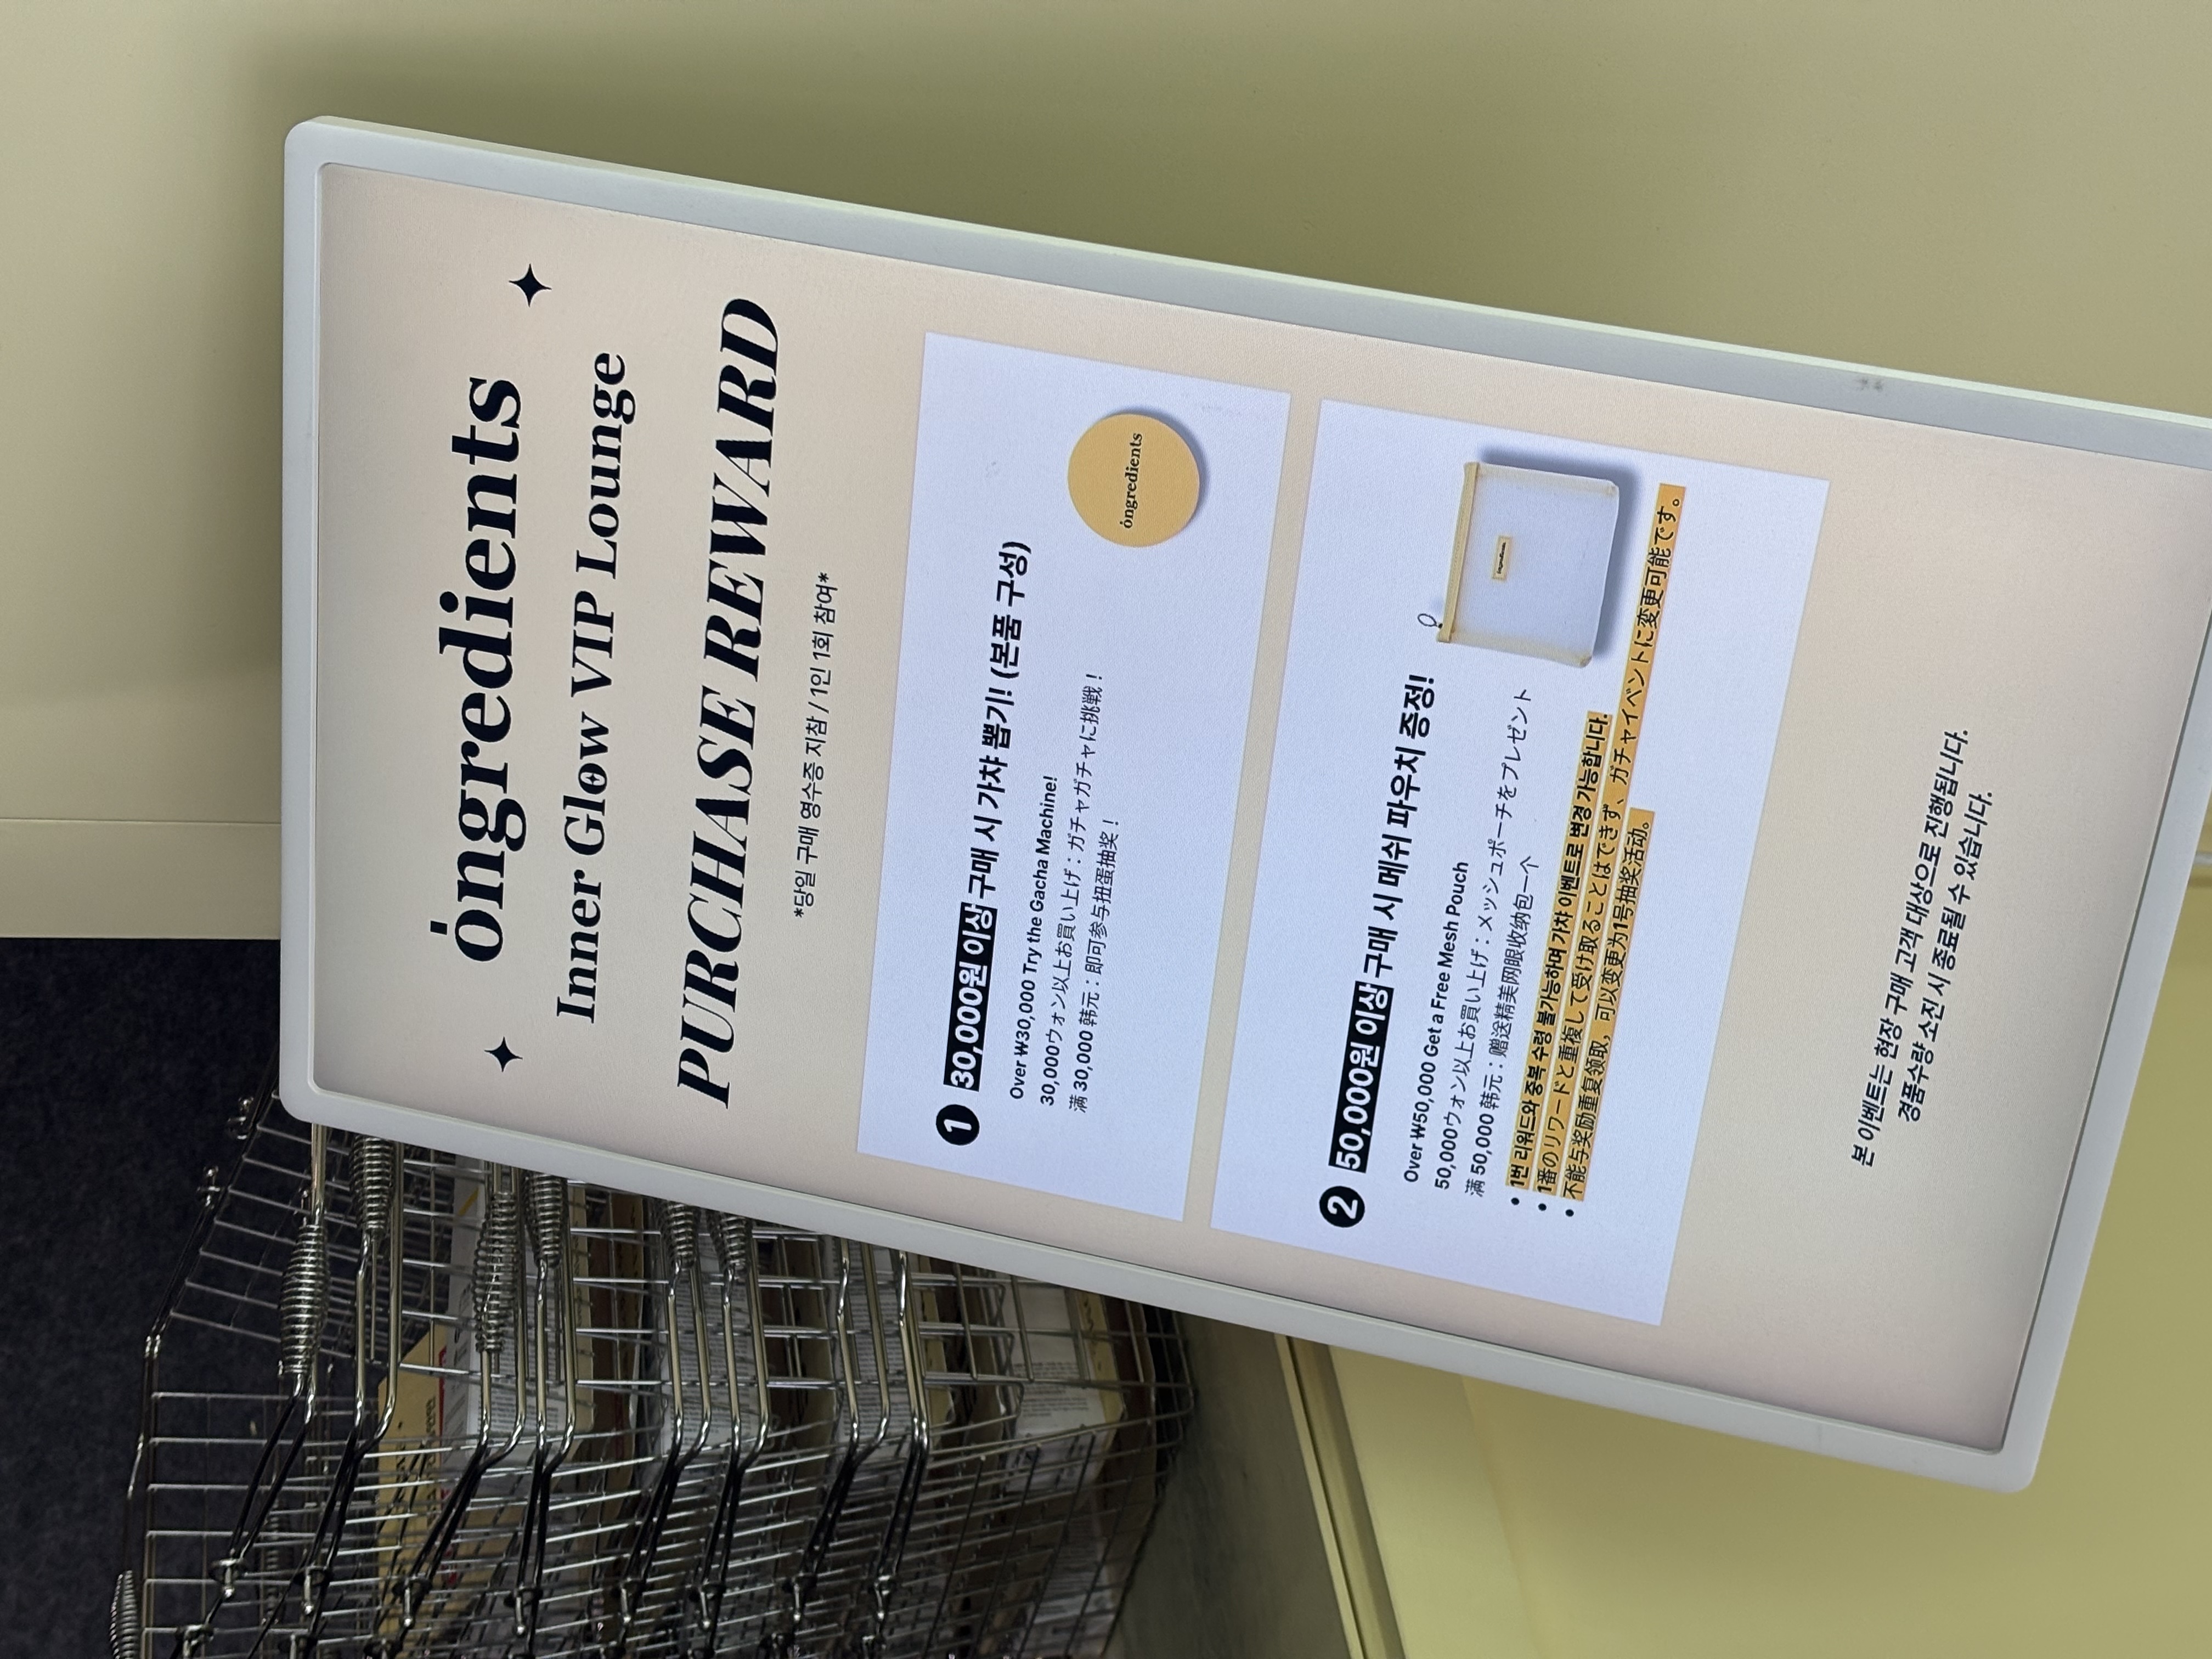 ongredients
Inner Glow VIP Lounge
PURCHASE REWARD
*당일 구매 영수증 지참 / 1인 1회 참여*
1 30,000원 이상 구매 시 가챠 뽑기! (본품 구성)
Over ₩30,000 Try the Gacha Machine!
30,000ウォン以上お買い上げ：ガチャガチャに挑戦！
满 30,000 韩元：即可参与扭蛋抽奖！
ongredients
2 50,000원 이상 구매 시 메쉬 파우치 증정!
Over ₩50,000 Get a Free Mesh Pouch
50,000ウォン以上お買い上げ：メッシュポーチをプレゼント
满 50,000 韩元：赠送精美网眼收纳包一个
• 1번 리워드와 중복 수령 불가능하며 가챠 이벤트로 변경 가능합니다.
• 1番のリワードと重複して受け取ることはできず、ガチャイベントに変更可能です。
• 不能与奖励重复领取，可以变更为1号抽奖活动。
본 이벤트는 현장 구매 고객 대상으로 진행됩니다.
경품수량 소진 시 종료될 수 있습니다.